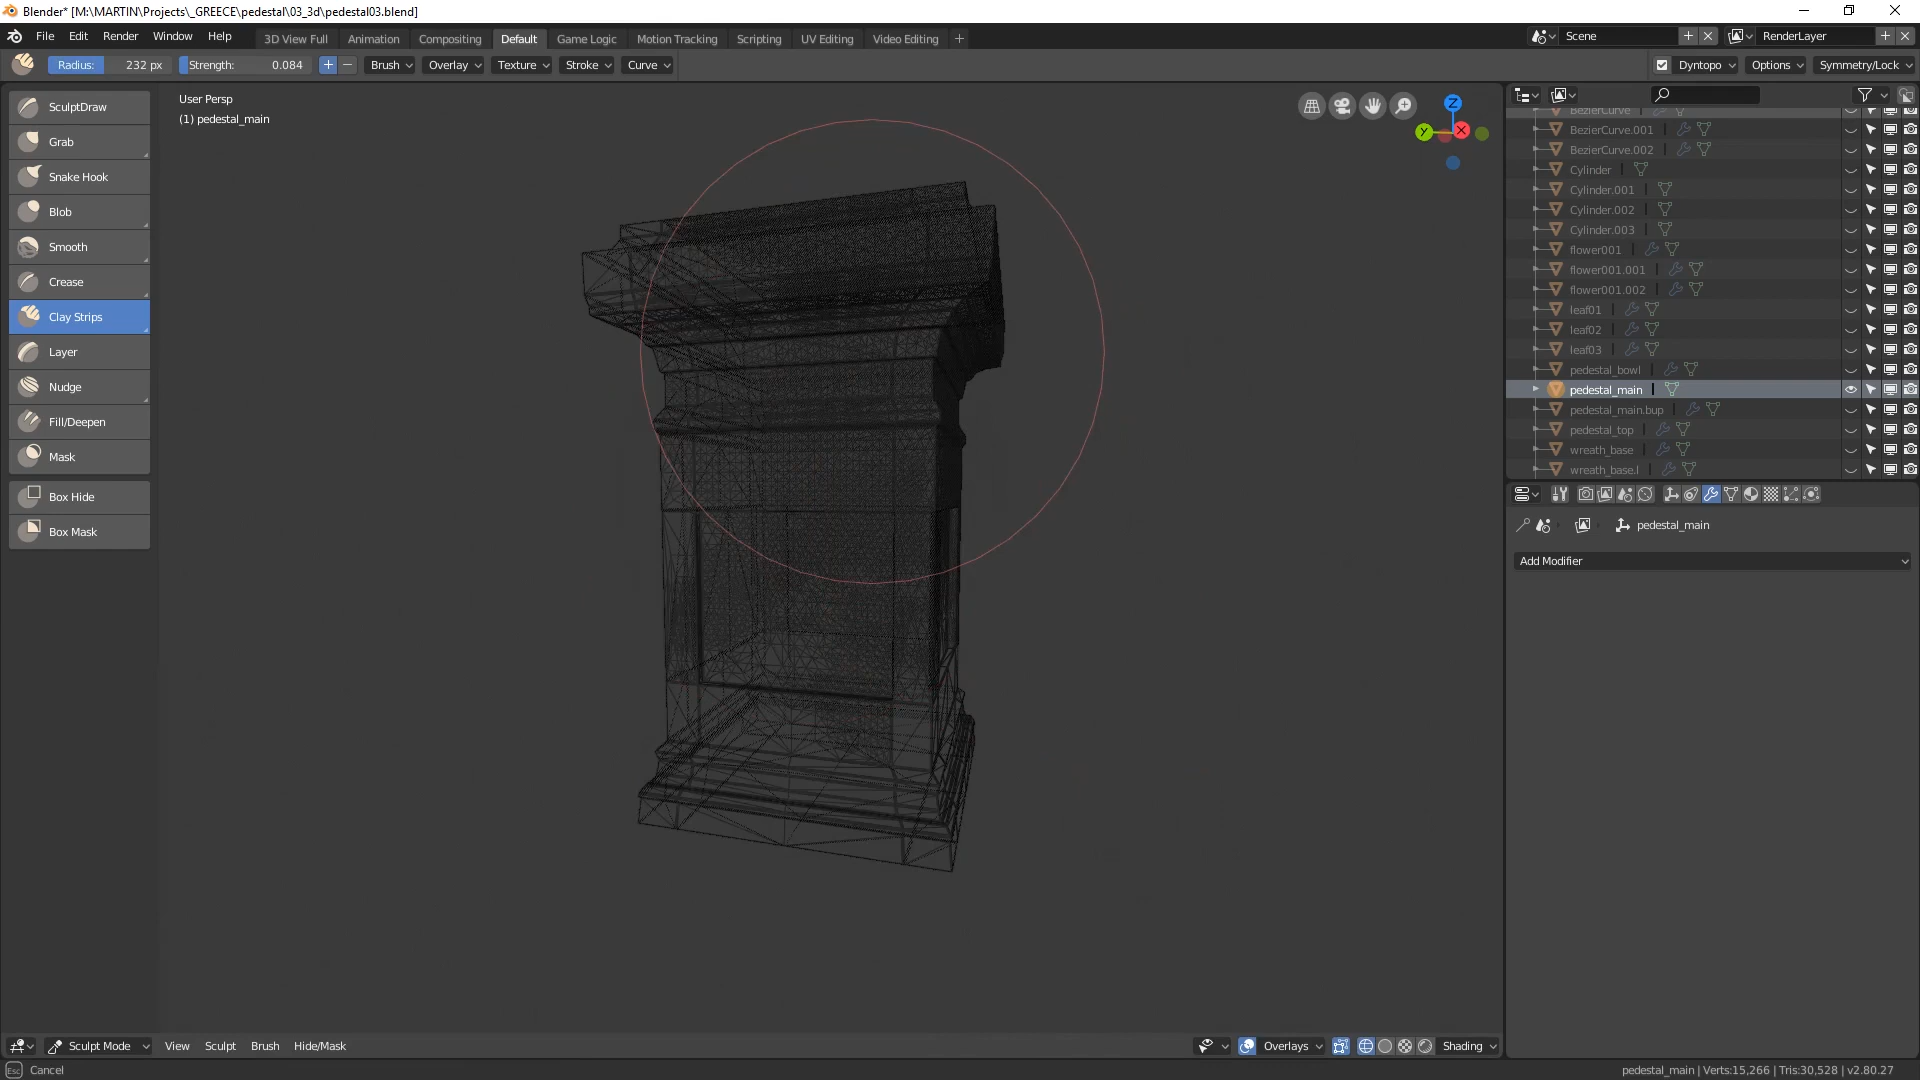 Blender* [M:\MARTIN\Projects\_GREECE\pedestal\03_3d\pedestal03.blend]
File Edit Render Window Help
3D View Full Animation Compositing Default Game Logic Motion Tracking Scripting UV Editing Video Editing
Scene
RenderLayer
Radius: 232 px
Strength: 0.084
Brush Overlay Texture Stroke Curve
Dyntopo Options Symmetry/Lock
SculptDraw
Grab
Snake Hook
Blob
Smooth
Crease
Clay Strips
Layer
Nudge
Fill/Deepen
Mask
Box Hide
Box Mask
User Persp
(1) pedestal_main
Z
Y
X
BezierCurve
BezierCurve.001
BezierCurve.002
Cylinder
Cylinder.001
Cylinder.002
Cylinder.003
flower001
flower001.001
flower001.002
leaf01
leaf02
leaf03
pedestal_bowl
pedestal_main
pedestal_main.bup
pedestal_top
wreath_base
wreath_base.l
pedestal_main
Add Modifier
Sculpt Mode View Sculpt Brush Hide/Mask
Overlays
Shading
Esc Cancel
pedestal_main | Verts:15,266 | Tris:30,528 | v2.80.27